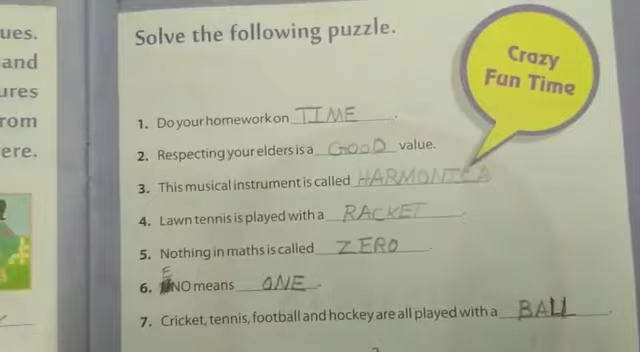 ues.
and
ures
rom
ere.
Solve the following puzzle.
Crazy
Fun Time
1. Do your homework on TIME.
2. Respecting your elders is a GOOD value.
3. This musical instrument is called HARMONICA
4. Lawn tennis is played with a RACKET.
5. Nothing in maths is called ZERO.
6. NO means ONE.
7. Cricket, tennis, football and hockey are all played with a BALL.